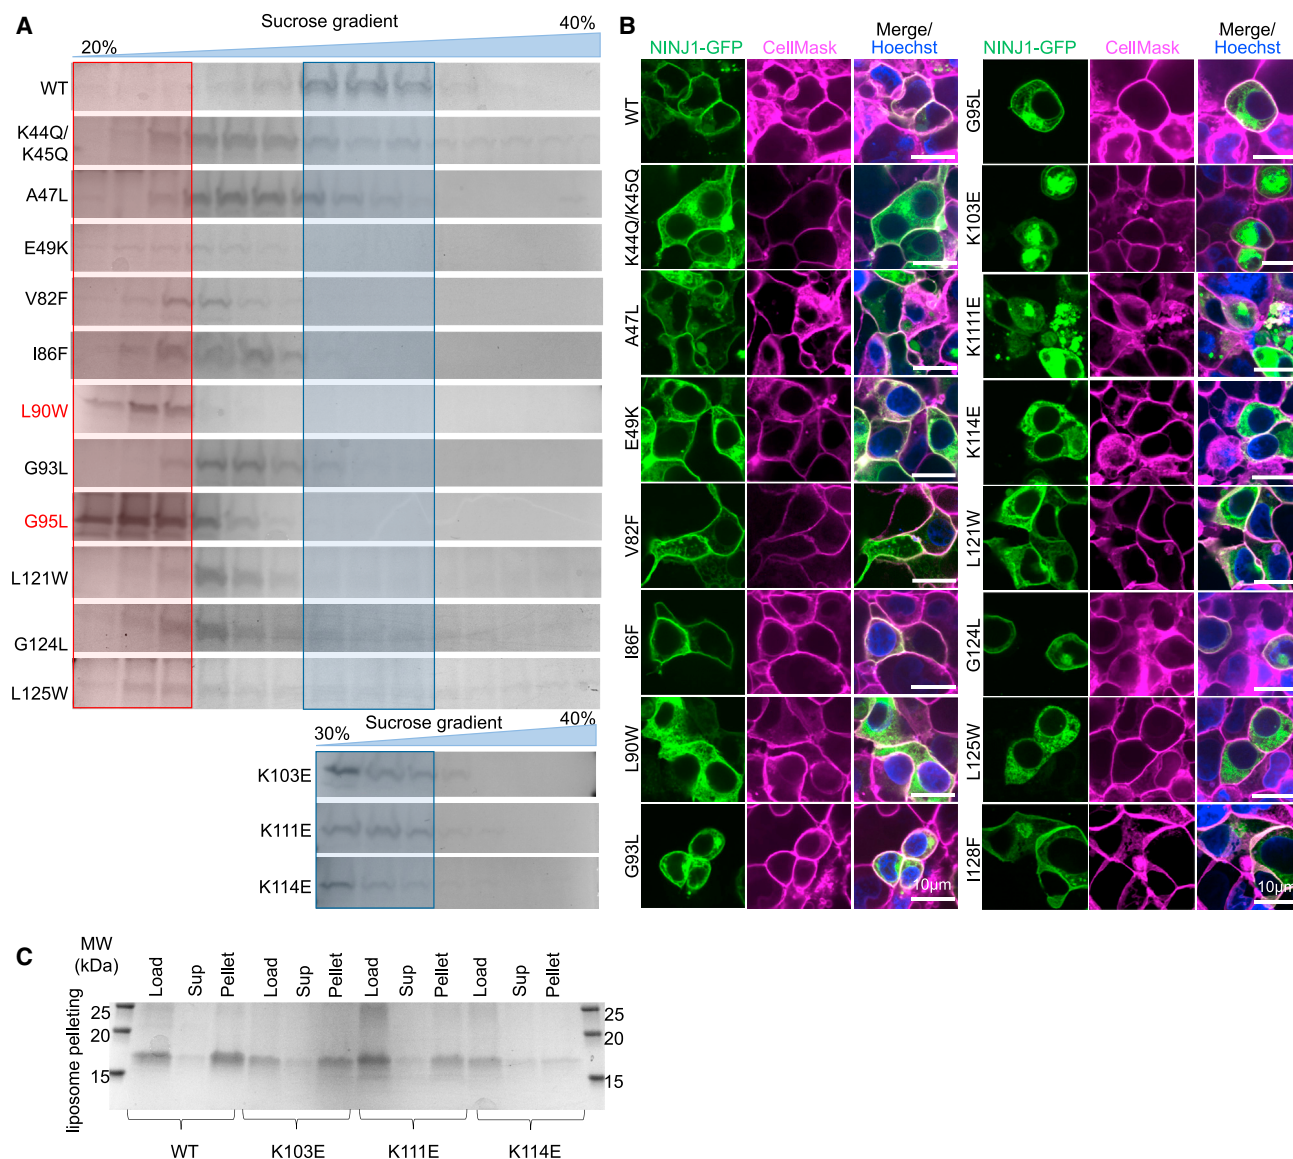 A
Sucrose gradient
20%
40%
WT
K44Q/
K45Q
A47L
E49K
V82F
I86F
L90W
G93L
G95L
L121W
G124L
L125W
Sucrose gradient
30%
40%
K103E
K111E
K114E
B
NINJ1-GFP
CellMask
Merge/
Hoechst
WT
K44Q/K45Q
A47L
E49K
V82F
I86F
L90W
G93L
10μm
NINJ1-GFP
CellMask
Merge/
Hoechst
G95L
K103E
K111E
K114E
L121W
G124L
L125W
I128F
10μm
C
MW
(kDa)
Load
Sup
Pellet
Load
Sup
Pellet
Load
Sup
Pellet
Load
Sup
Pellet
liposome pelleting
25
20
15
25
20
15
WT
K103E
K111E
K114E